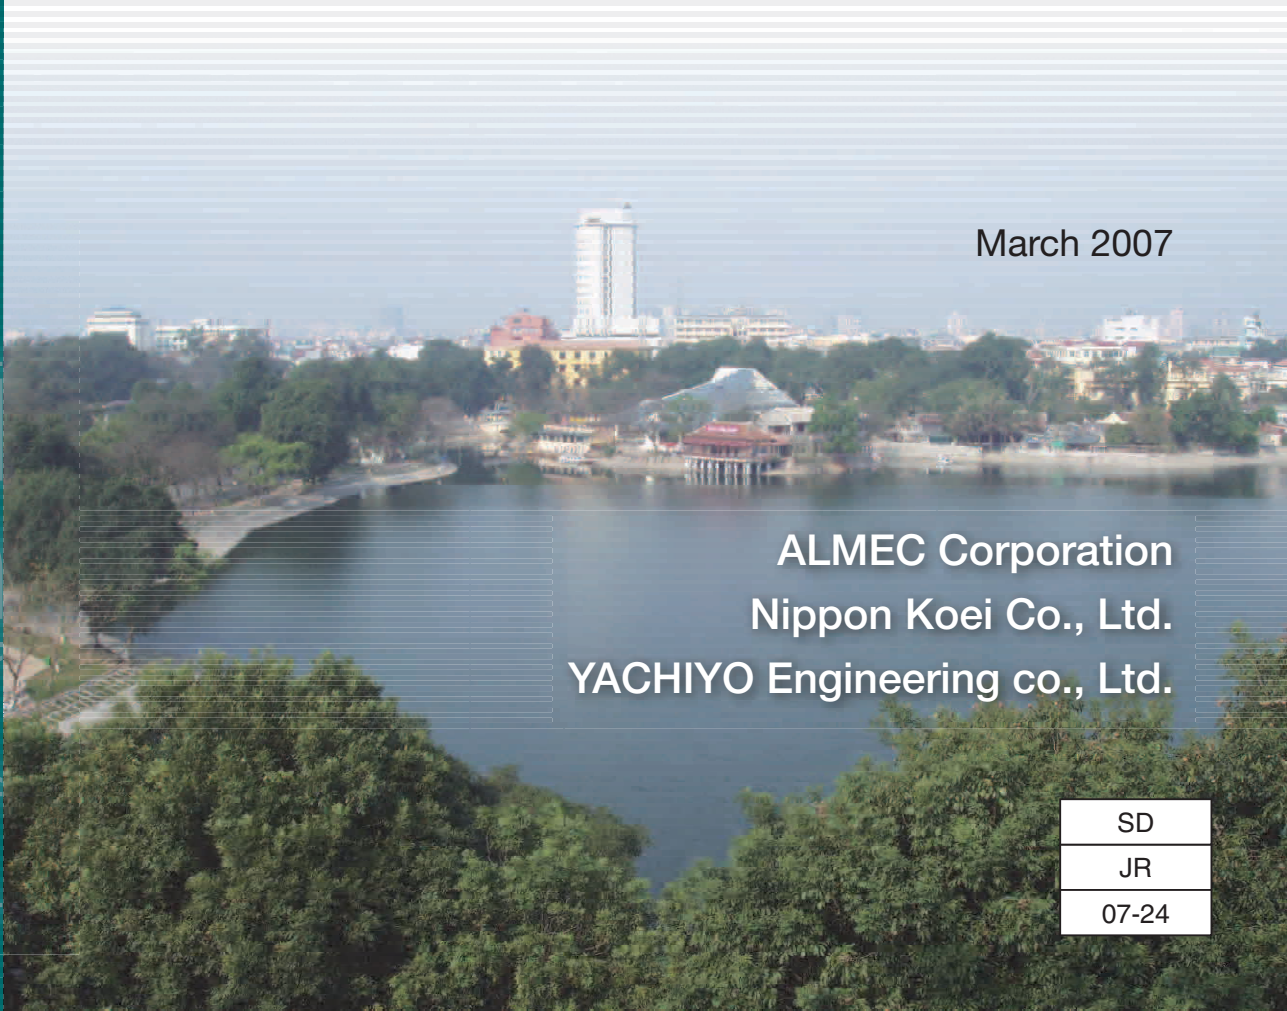 March 2007
ALMEC Corporation
Nippon Koei Co., Ltd.
YACHIYO Engineering co., Ltd.
SD
JR
07-24